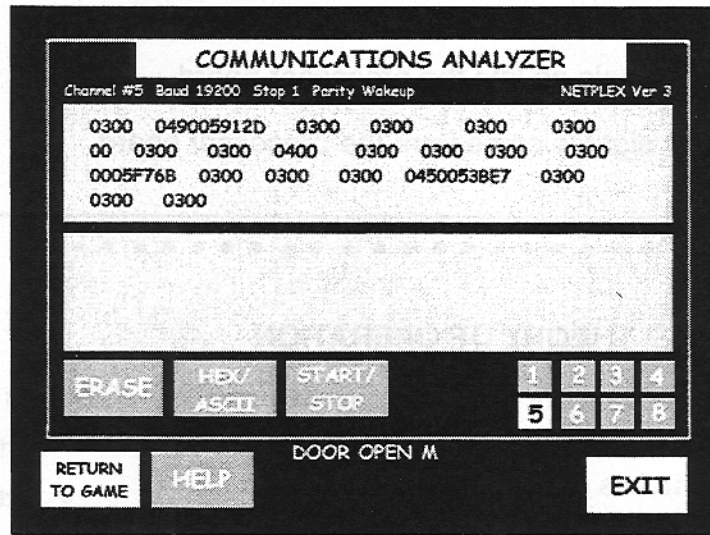 COMMUNICATIONS ANALYZER
Channel #5 Baud 19200 Stop 1 Parity Wakeup NETPLEX Ver 3
0300 049005912D 0300 0300 0300 0300
00 0300 0300 0400 0300 0300 0300 0300
0005F76B 0300 0300 0300 0450053BE7 0300
0300 0300
ERASE HEX/ASCII START/STOP 1 2 3 4
5 6 7 8
DOOR OPEN M
RETURN TO GAME HELP EXIT